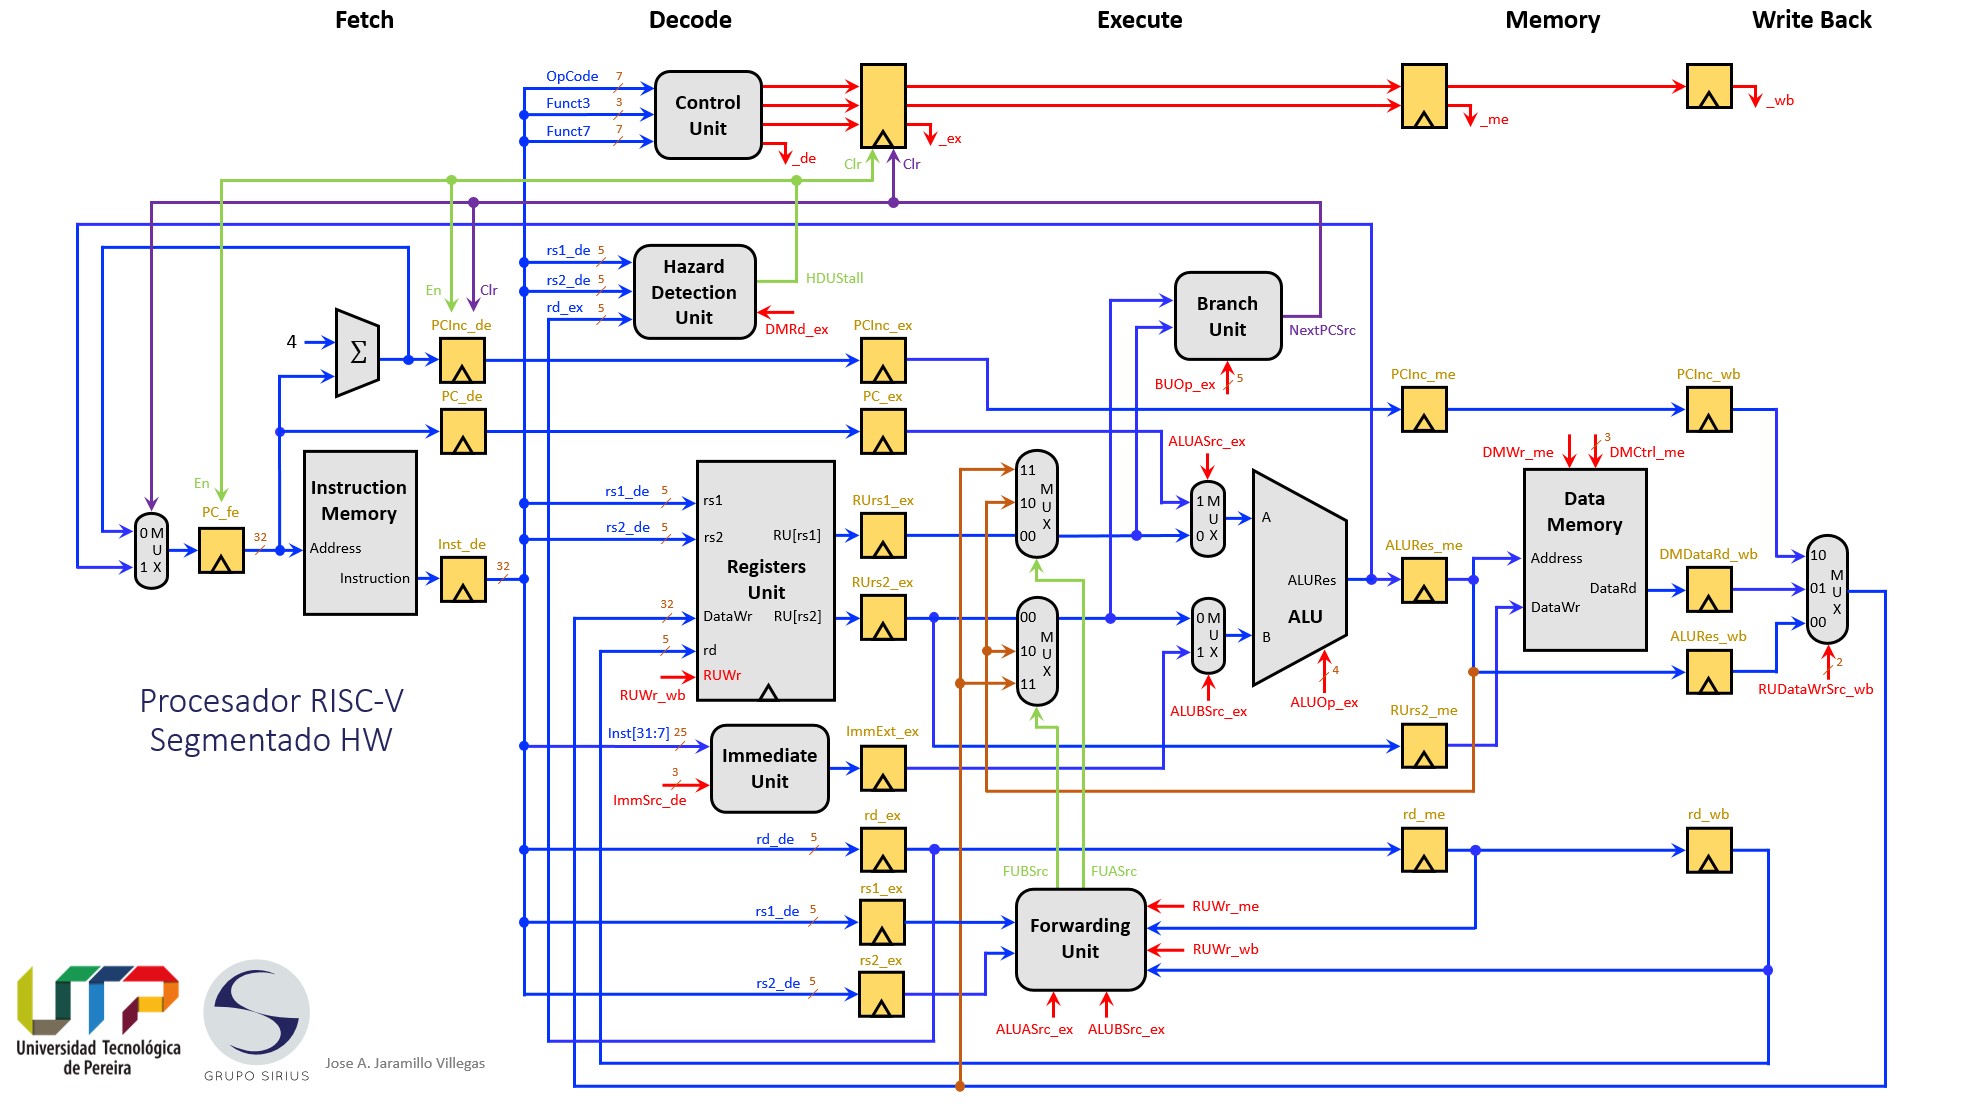 Fetch
Decode
Execute
Memory
Write Back
OpCode
7
Funct3
3
Funct7
7
Control
Unit
_de
_ex
_me
_wb
Clr
Clr
rs1_de
5
rs2_de
5
rd_ex
5
Hazard
Detection
Unit
HDUStall
DMRd_ex
En
Clr
PCInc_de
PCInc_ex
4
Σ
Branch
Unit
NextPCSrc
BUOp_ex
5
PCInc_me
PCInc_wb
PC_de
PC_ex
ALUASrc_ex
DMWr_me
3
DMCtrl_me
En
PC_fe
32
0 M
U
1 X
Instruction
Memory
Address
Instruction
Inst_de
32
rs1_de
5
rs1
rs2_de
5
rs2
RU[rs1]
Registers
Unit
32
DataWr
RU[rs2]
5
rd
RUWr
RUWr_wb
RUrs1_ex
RUrs2_ex
11
10
00
M
U
X
00
10
11
M
U
X
1 M
U
0 X
0 M
U
1 X
ALUBSrc_ex
A
B
ALURes
ALU
4
ALUOp_ex
ALURes_me
Data
Memory
Address
DataRd
DataWr
DMDataRd_wb
ALURes_wb
10
01
00
M
U
X
2
RUDataWrSrc_wb
RUrs2_me
Procesador RISC-V
Segmentado HW
Inst[31:7]
25
Immediate
Unit
3
ImmSrc_de
ImmExt_ex
rd_de
5
rd_ex
rd_me
rd_wb
rs1_de
5
rs1_ex
rs2_de
5
rs2_ex
FUBSrc
FUASrc
Forwarding
Unit
RUWr_me
RUWr_wb
ALUASrc_ex
ALUBSrc_ex
UTP
Universidad Tecnológica
de Pereira
GRUPO SIRIUS
Jose A. Jaramillo Villegas